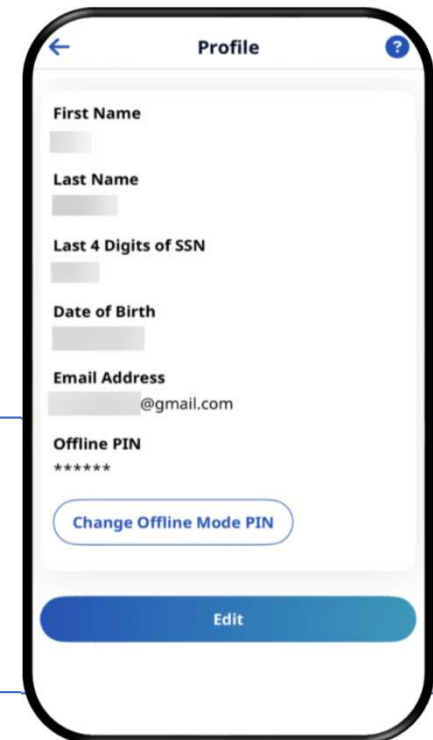 Profile
?
First Name
Last Name
Last 4 Digits of SSN
Date of Birth
Email Address
@gmail.com
Offline PIN
******
Change Offline Mode PIN
Edit